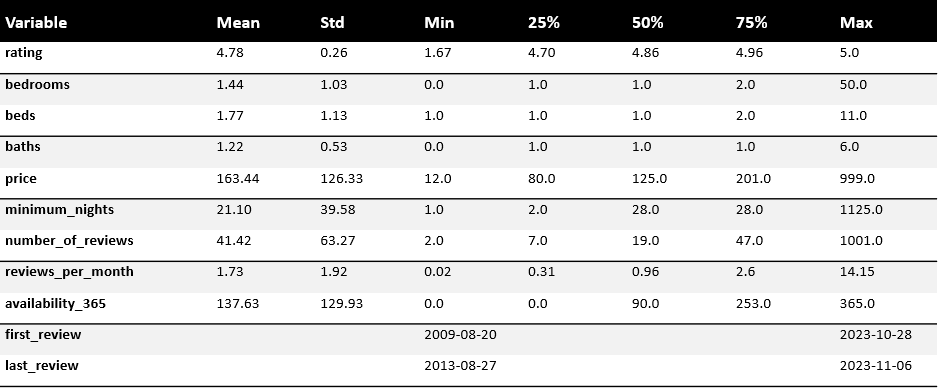 Variable Mean Std Min 25% 50% 75% Max
rating 4.78 0.26 1.67 4.70 4.86 4.96 5.0
bedrooms 1.44 1.03 0.0 1.0 1.0 2.0 50.0
beds 1.77 1.13 1.0 1.0 1.0 2.0 11.0
baths 1.22 0.53 0.0 1.0 1.0 1.0 6.0
price 163.44 126.33 12.0 80.0 125.0 201.0 999.0
minimum_nights 21.10 39.58 1.0 2.0 28.0 28.0 1125.0
number_of_reviews 41.42 63.27 2.0 7.0 19.0 47.0 1001.0
reviews_per_month 1.73 1.92 0.02 0.31 0.96 2.6 14.15
availability_365 137.63 129.93 0.0 0.0 90.0 253.0 365.0
first_review 2009-08-20 2023-10-28
last_review 2013-08-27 2023-11-06